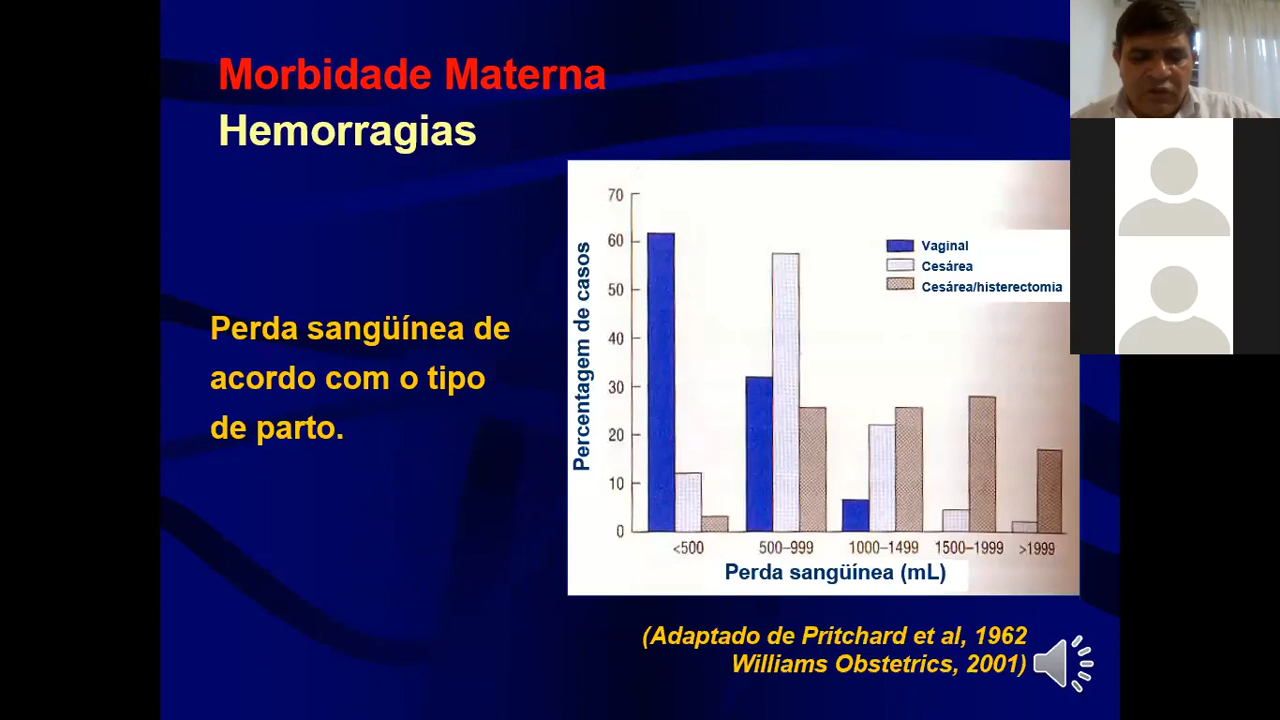 Morbidade Materna
Hemorragias
Perda sangüínea de
acordo com o tipo
de parto.
Percentagem de casos
70
60
50
40
30
20
10
0
Vaginal
Cesárea
Cesárea/histerectomia
<500
500–999
1000–1499
1500–1999
>1999
Perda sangüínea (mL)
(Adaptado de Pritchard et al, 1962
Williams Obstetrics, 2001)